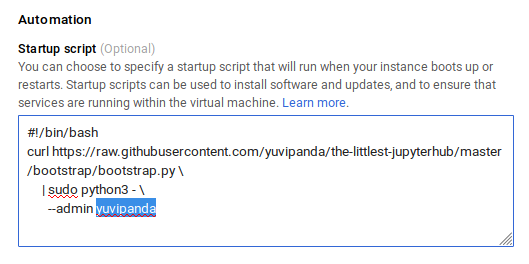 Automation
Startup script (Optional)
You can choose to specify a startup script that will run when your instance boots up or
restarts. Startup scripts can be used to install software and updates, and to ensure that
services are running within the virtual machine. Learn more.
#!/bin/bash
curl https://raw.githubusercontent.com/yuvipanda/the-littlest-jupyterhub/master
/bootstrap/bootstrap.py \
| sudo python3 - \
--admin yuvipanda